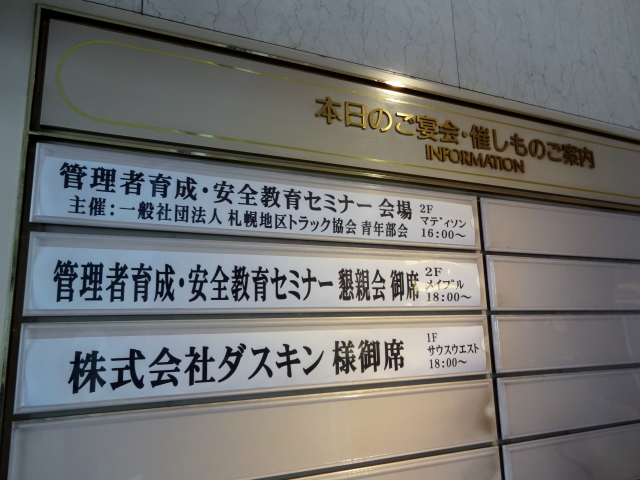 本日のご宴会・催しものご案内
INFORMATION
管理者育成・安全教育セミナー 会場
主催：一般社団法人 札幌地区トラック協会 青年部会
2F
マディソン
16:00～
管理者育成・安全教育セミナー 懇親会 御席
2F
メイプル
18:00～
株式会社ダスキン 様御席
1F
サウスウエスト
18:00～